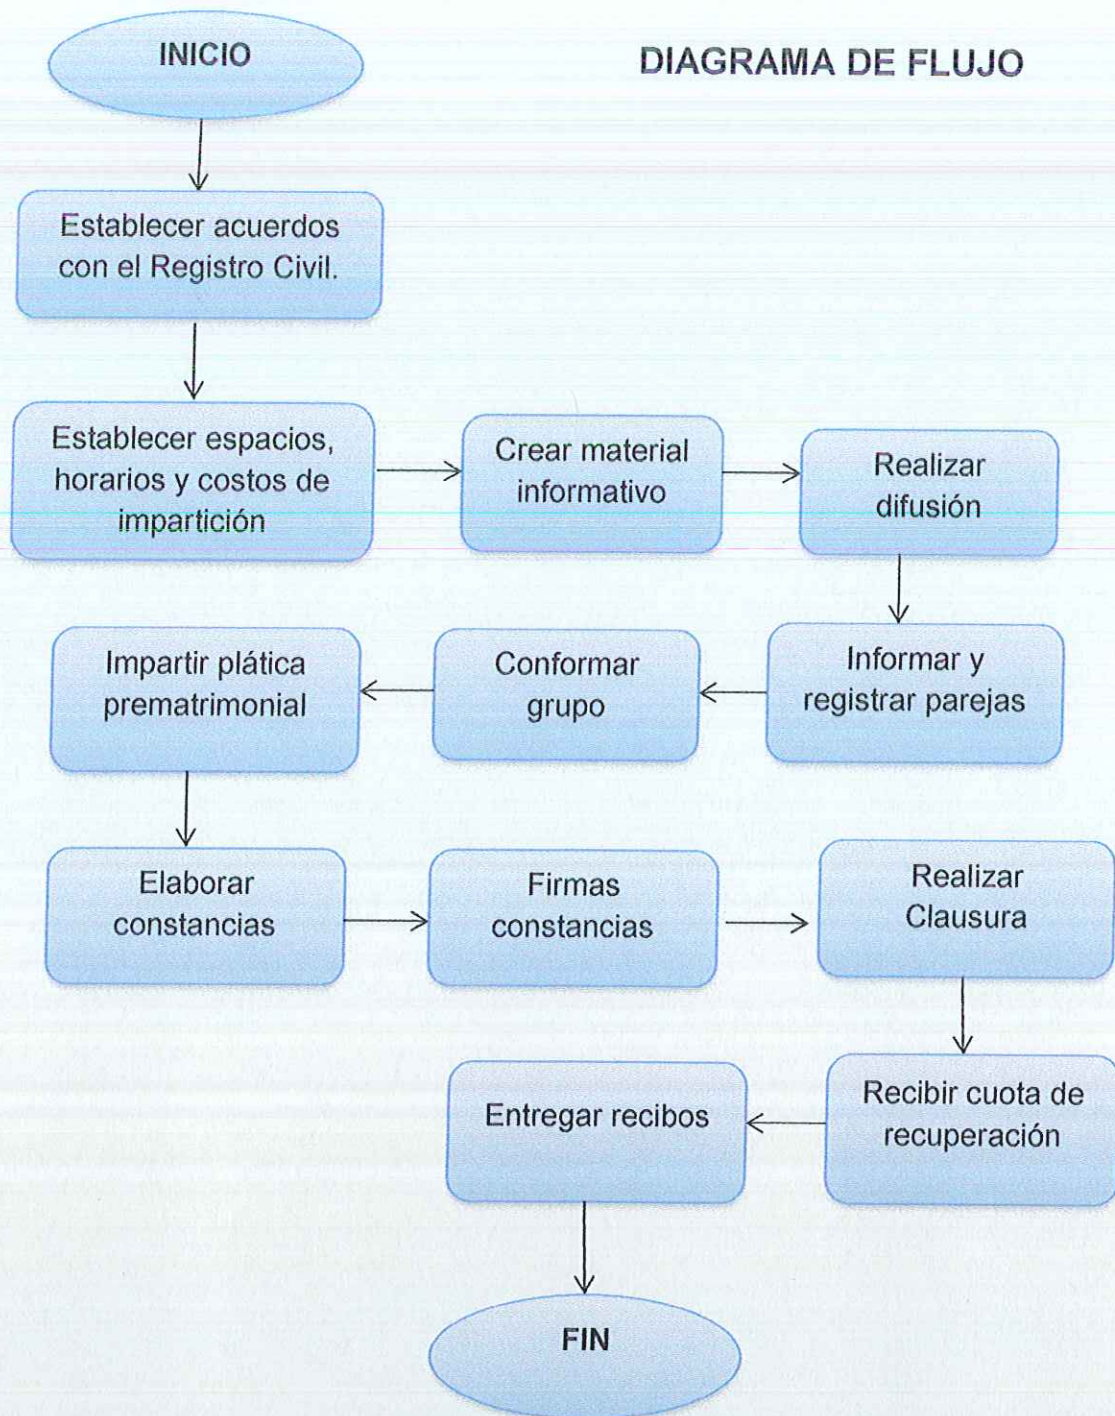 INICIO
DIAGRAMA DE FLUJO
Establecer acuerdos
con el Registro Civil.
Establecer espacios,
horarios y costos de
impartición
Crear material
informativo
Realizar
difusión
Informar y
registrar parejas
Conformar
grupo
Impartir plática
prematrimonial
Elaborar
constancias
Firmas
constancias
Realizar
Clausura
Recibir cuota de
recuperación
Entregar recibos
FIN